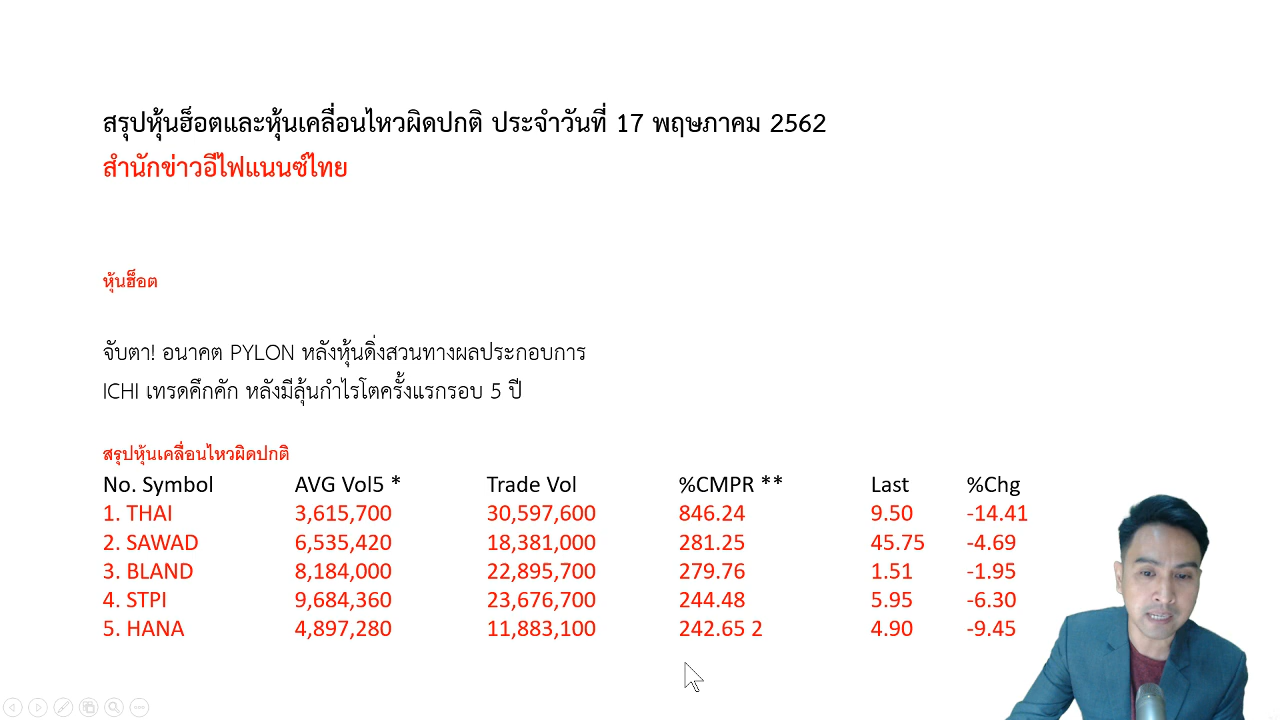 สรุปหุ้นฮ็อตและหุ้นเคลื่อนไหวผิดปกติ ประจำวันที่ 17 พฤษภาคม 2562
สำนักข่าวอีไฟแนนซ์ไทย
หุ้นฮ็อต
จับตา! อนาคต PYLON หลังหุ้นดิ่งสวนทางผลประกอบการ
ICHI เทรดคึกคัก หลังมีลุ้นกำไรโตครั้งแรกรอบ 5 ปี
สรุปหุ้นเคลื่อนไหวผิดปกติ
No. Symbol AVG Vol5 * Trade Vol %CMPR ** Last %Chg
1. THAI 3,615,700 30,597,600 846.24 9.50 -14.41
2. SAWAD 6,535,420 18,381,000 281.25 45.75 -4.69
3. BLAND 8,184,000 22,895,700 279.76 1.51 -1.95
4. STPI 9,684,360 23,676,700 244.48 5.95 -6.30
5. HANA 4,897,280 11,883,100 242.65 2 4.90 -9.45